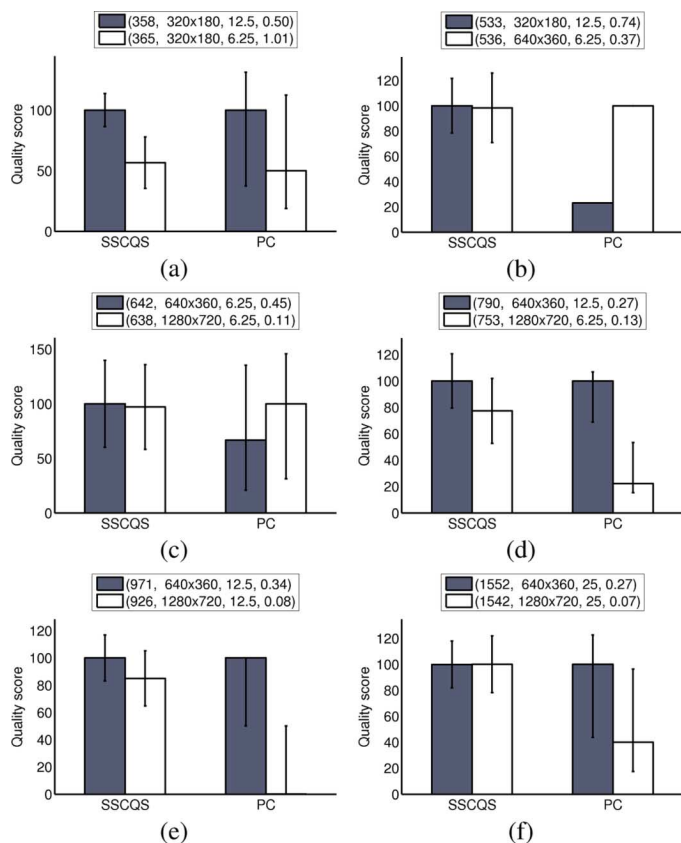 (358, 320x180, 12.5, 0.50)
(365, 320x180, 6.25, 1.01)
Quality score
100
50
0
SSCQS PC
(a)
(533, 320x180, 12.5, 0.74)
(536, 640x360, 6.25, 0.37)
Quality score
120
100
80
60
40
20
0
SSCQS PC
(b)
(642, 640x360, 6.25, 0.45)
(638, 1280x720, 6.25, 0.11)
Quality score
150
100
50
0
SSCQS PC
(c)
(790, 640x360, 12.5, 0.27)
(753, 1280x720, 6.25, 0.13)
Quality score
120
100
80
60
40
20
0
SSCQS PC
(d)
(971, 640x360, 12.5, 0.34)
(926, 1280x720, 12.5, 0.08)
Quality score
120
100
80
60
40
20
0
SSCQS PC
(e)
(1552, 640x360, 25, 0.27)
(1542, 1280x720, 25, 0.07)
Quality score
120
100
80
60
40
20
0
SSCQS PC
(f)